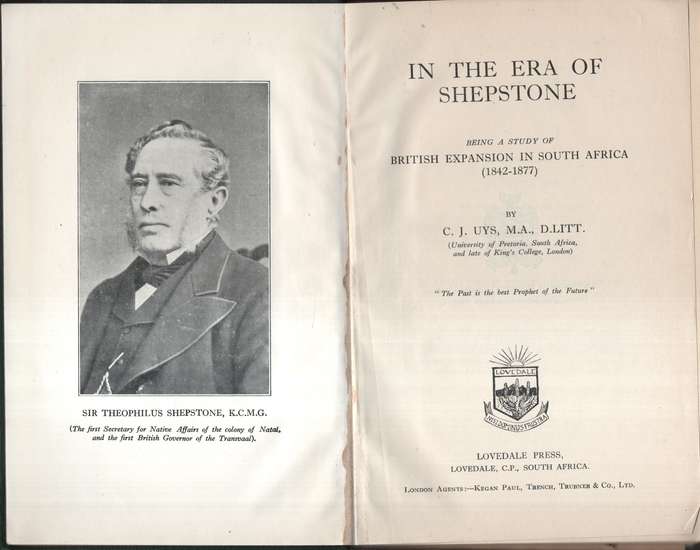 SIR THEOPHILUS SHEPSTONE, K.C.M.G.
(The first Secretary for Native Affairs of the colony of Natal,
and the first British Governor of the Transvaal).
IN THE ERA OF
SHEPSTONE
BEING A STUDY OF
BRITISH EXPANSION IN SOUTH AFRICA
(1842-1877)
BY
C. J. UYS, M.A., D.LITT.
(University of Pretoria, South Africa,
and late of King's College, London)
"The Past is the best Prophet of the Future"
LOVEDALE
NISI DOMINUS FRUSTRA
LOVEDALE PRESS,
LOVEDALE, C.P., SOUTH AFRICA.
LONDON AGENTS:—KEGAN PAUL, TRENCH, TRUBNER & CO., LTD.